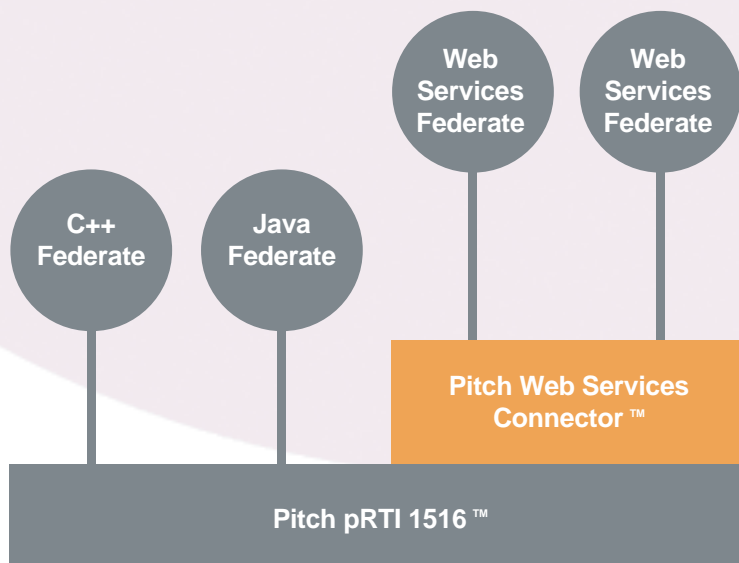 Web
Services
Federate
Web
Services
Federate
C++
Federate
Java
Federate
Pitch Web Services
Connector ™
Pitch pRTI 1516 ™